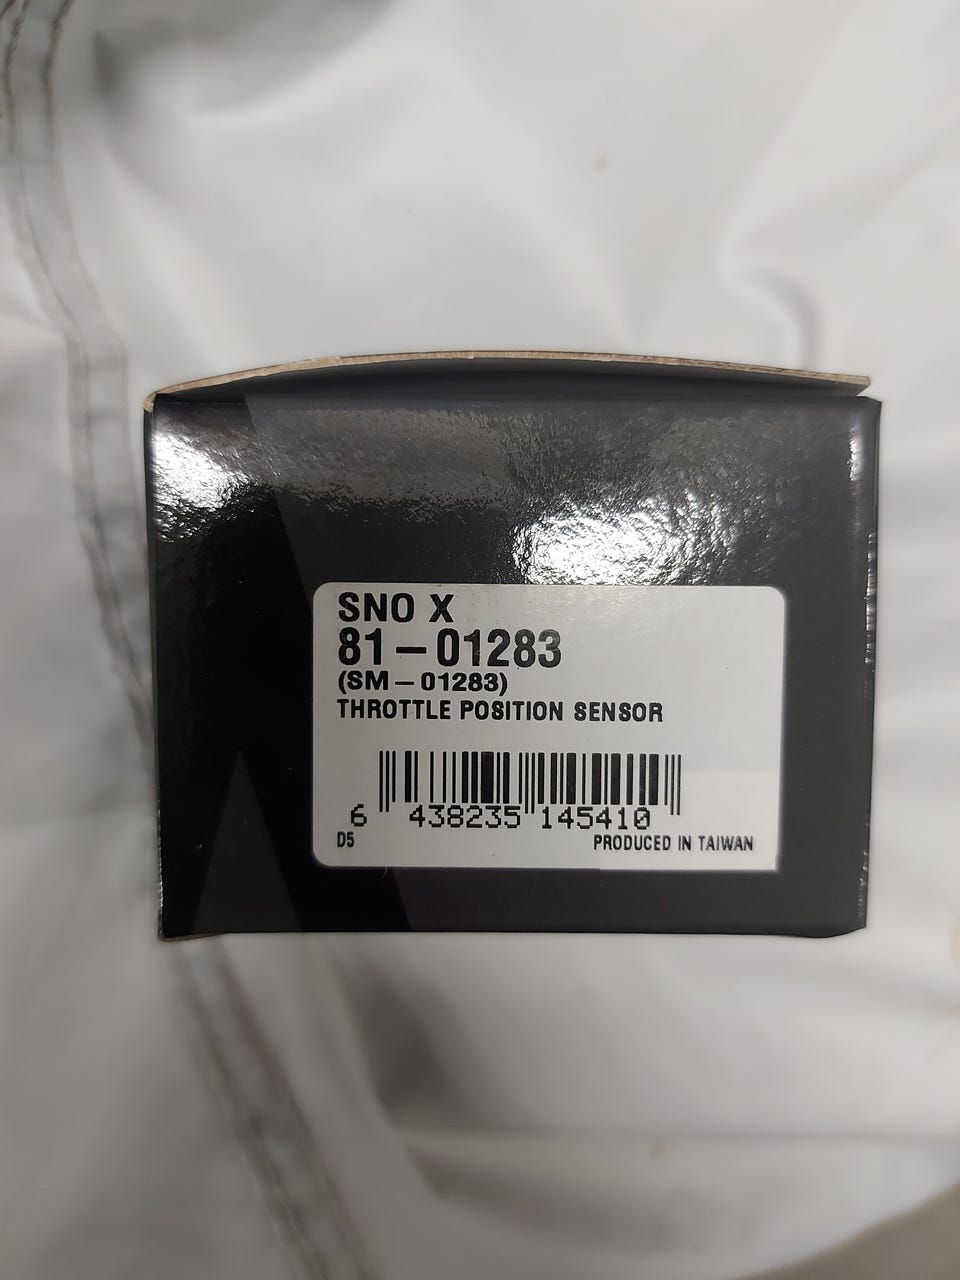 SNO X
81-01283
(SM-01283)
THROTTLE POSITION SENSOR
6 438235 145410
D5 PRODUCED IN TAIWAN